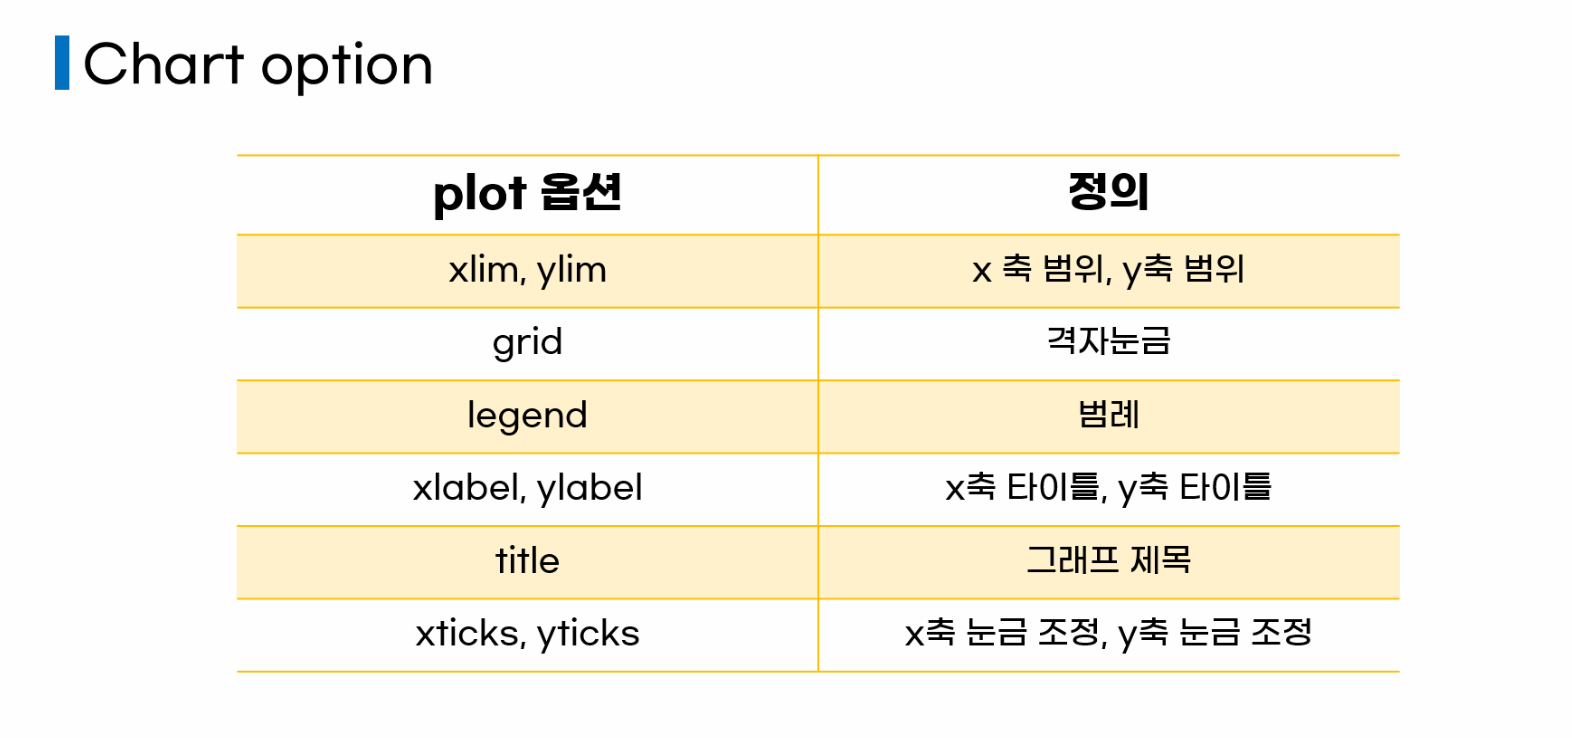 Chart option
plot 옵션 정의
xlim, ylim x 축 범위, y축 범위
grid 격자눈금
legend 범례
xlabel, ylabel x축 타이틀, y축 타이틀
title 그래프 제목
xticks, yticks x축 눈금 조정, y축 눈금 조정